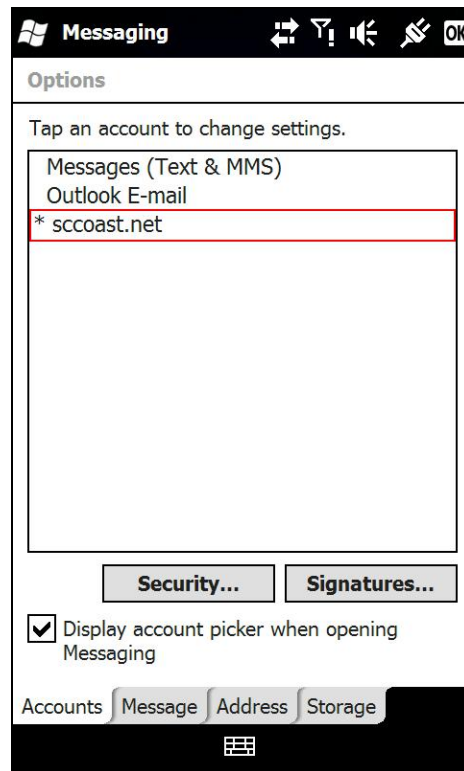 Messaging OK
Options
Tap an account to change settings.
Messages (Text & MMS)
Outlook E-mail
* sccoast.net
Security... Signatures...
Display account picker when opening
Messaging
Accounts Message Address Storage